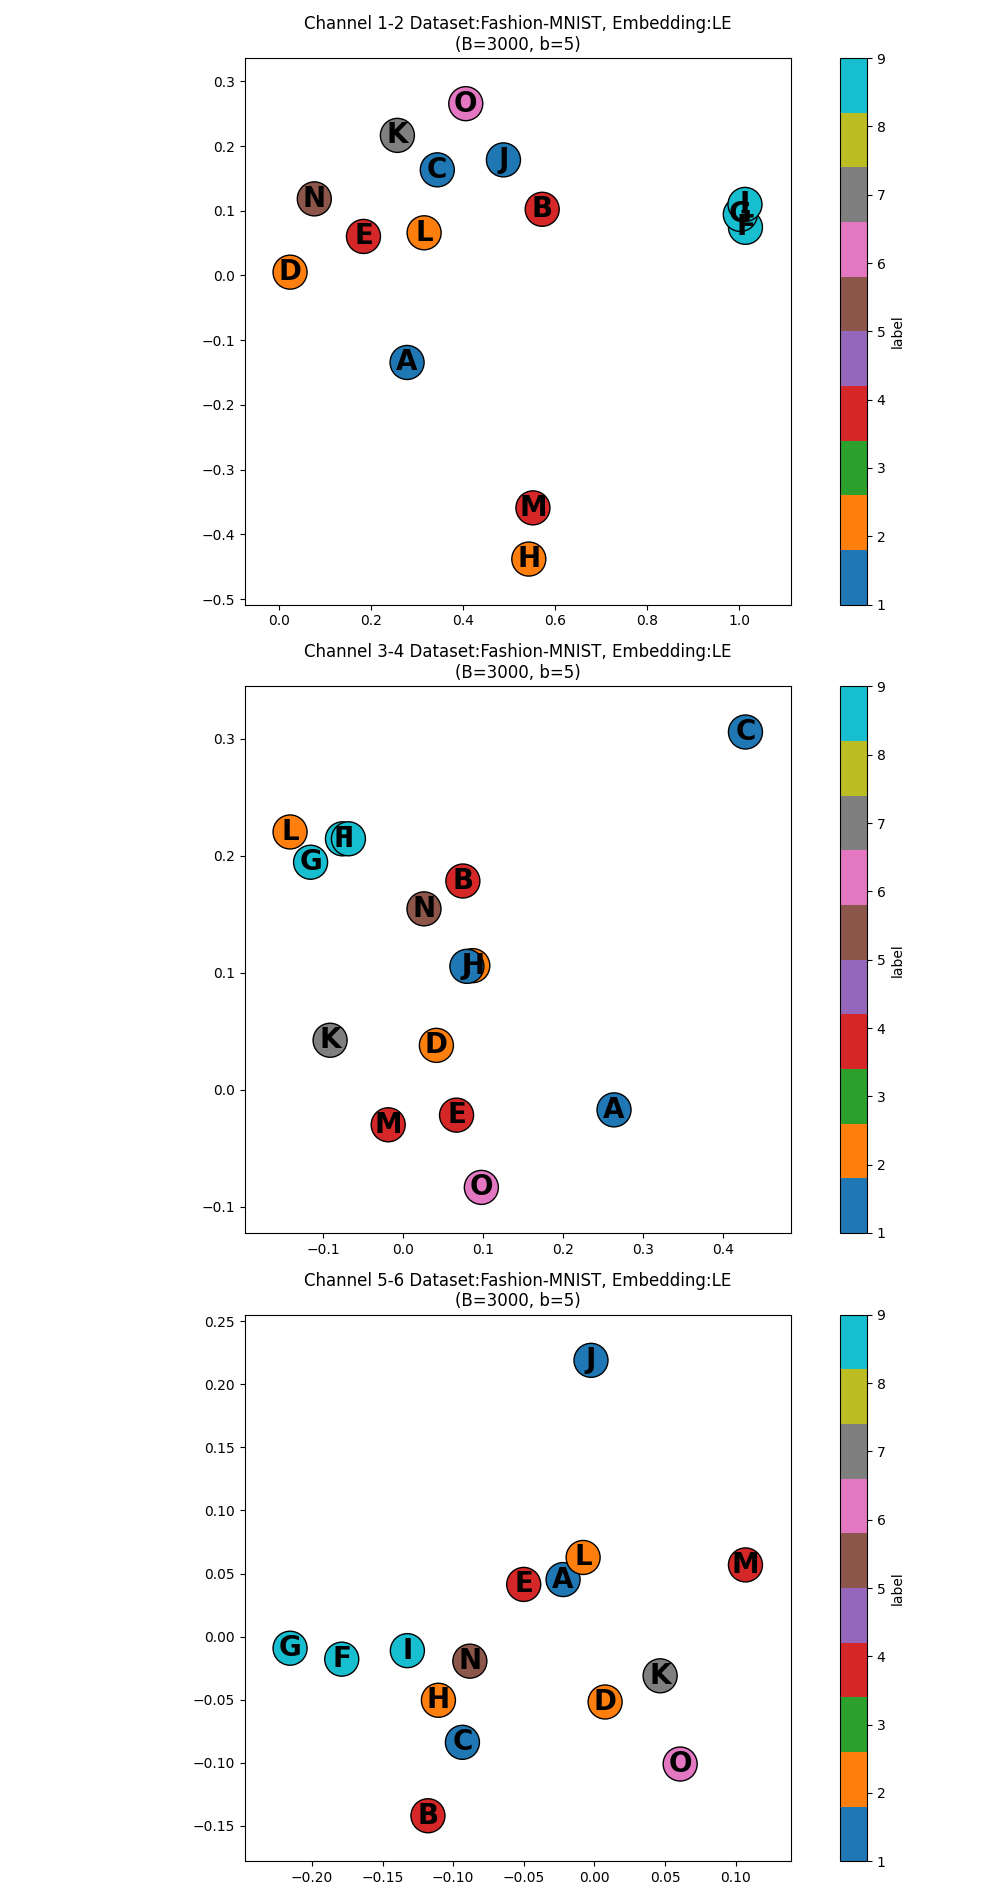 Channel 1-2 Dataset:Fashion-MNIST, Embedding:LE
(B=3000, b=5)
0.3
0.2
0.1
0.0
−0.1
−0.2
−0.3
−0.4
−0.5
0.0 0.2 0.4 0.6 0.8 1.0
O
K
C
J
N
B
E
L
D
A
M
H
I
G
F
9
8
7
6
5
4
3
2
1
label
Channel 3-4 Dataset:Fashion-MNIST, Embedding:LE
(B=3000, b=5)
0.3
0.2
0.1
0.0
−0.1
−0.1 0.0 0.1 0.2 0.3 0.4
C
L
F
I
G
B
N
J
H
K
D
M
E
A
O
9
8
7
6
5
4
3
2
1
label
Channel 5-6 Dataset:Fashion-MNIST, Embedding:LE
(B=3000, b=5)
0.25
0.20
0.15
0.10
0.05
0.00
−0.05
−0.10
−0.15
−0.20 −0.15 −0.10 −0.05 0.00 0.05 0.10
J
L
M
E
A
G
F
I
N
K
H
D
C
O
B
9
8
7
6
5
4
3
2
1
label